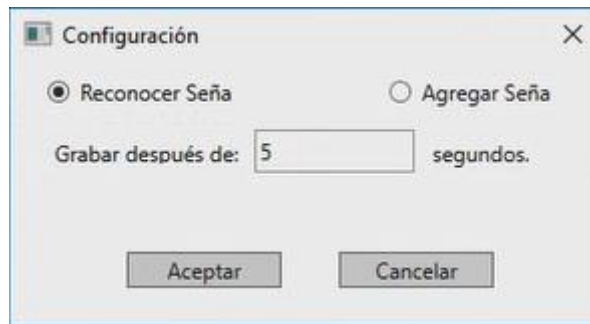 Configuración
Reconocer Seña Agregar Seña
Grabar después de: 5 segundos.
Aceptar Cancelar